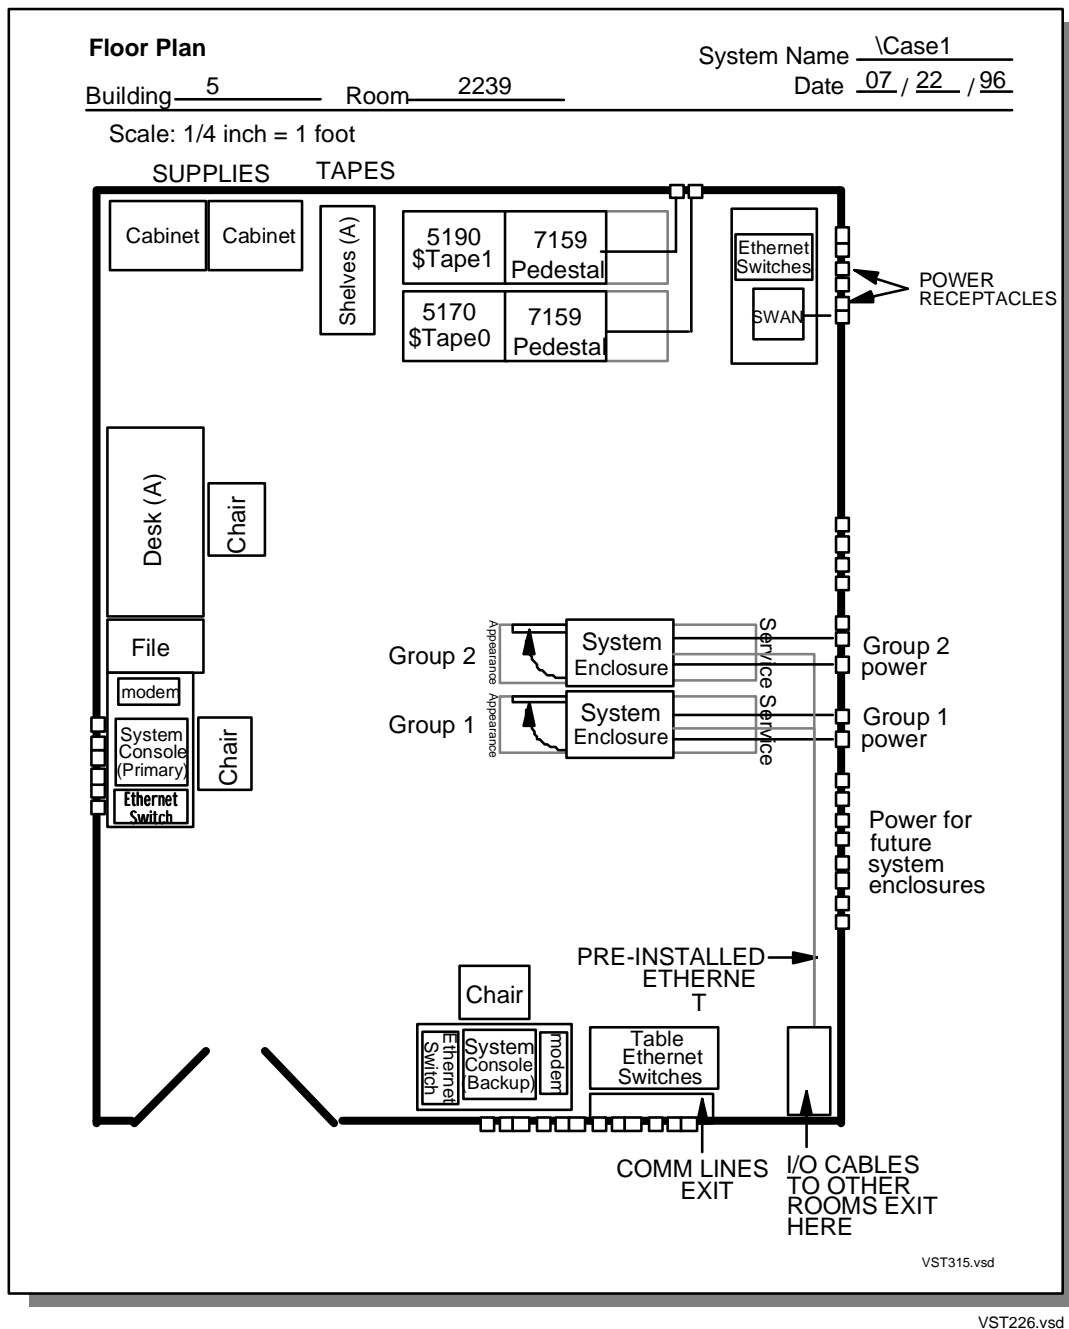 Floor Plan
System Name \Case1
Building 5 Room 2239
Date 07 / 22 / 96
Scale: 1/4 inch = 1 foot
SUPPLIES
TAPES
Cabinet
Cabinet
Shelves (A)
5190
$Tape1
7159
Pedestal
5170
$Tape0
7159
Pedestal
Ethernet
Switches
SWAN
POWER
RECEPTACLES
Desk (A)
Chair
File
modem
System
Console
(Primary)
Ethernet
Switch
Chair
Group 2
Appearance
System
Enclosure
Service
Group 2
power
Group 1
Appearance
System
Enclosure
Service
Group 1
power
Power for
future
system
enclosures
PRE-INSTALLED
ETHERNE
T
Chair
Ethernet
Switch
System
Console
(Backup)
modem
Table
Ethernet
Switches
COMM LINES
EXIT
I/O CABLES
TO OTHER
ROOMS EXIT
HERE
VST315.vsd
VST226.vsd